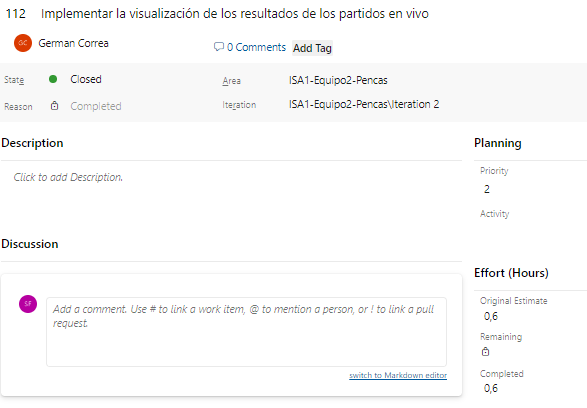 112 Implementar la visualización de los resultados de los partidos en vivo
GC German Correa
0 Comments Add Tag
State Closed
Area ISA1-Equipo2-Pencas
Reason Completed
Iteration ISA1-Equipo2-Pencas\Iteration 2
Description
Click to add Description.
Planning
Priority
2
Activity
Discussion
SF
Add a comment. Use # to link a work item, @ to mention a person, or ! to link a pull
request.
switch to Markdown editor
Effort (Hours)
Original Estimate
0,6
Remaining
Completed
0,6